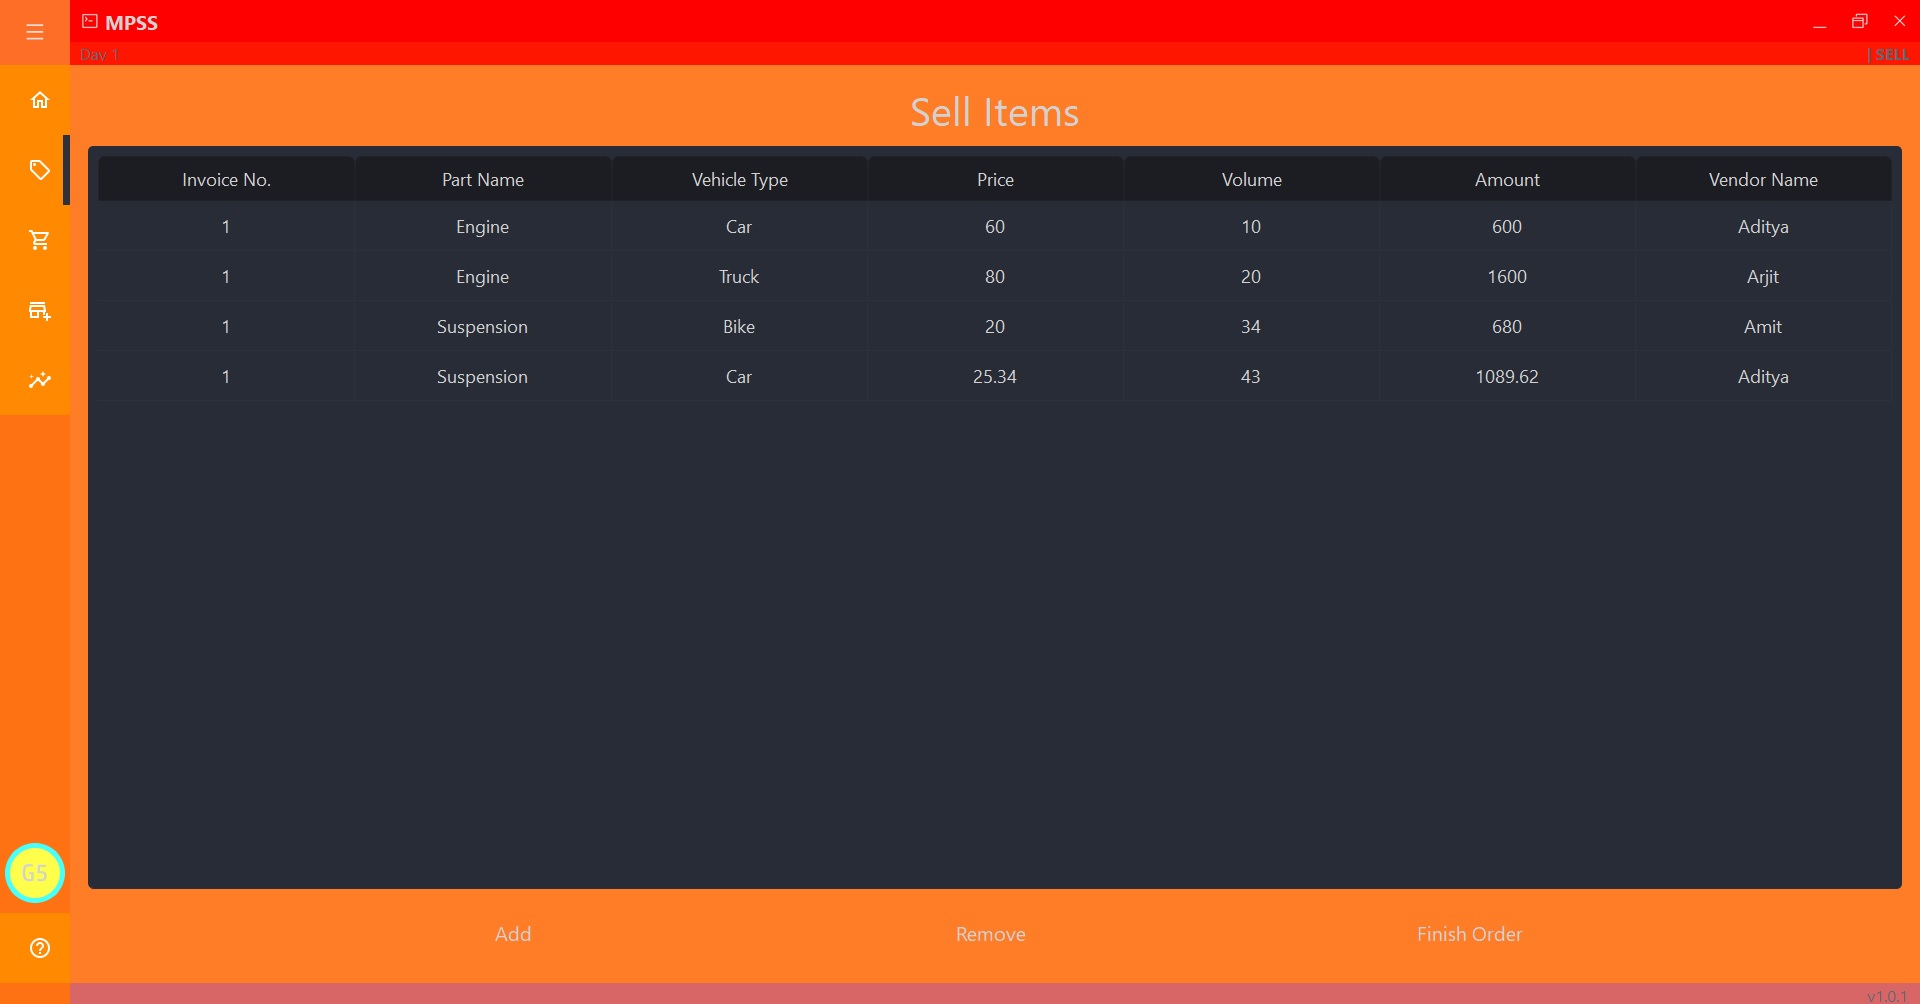 MPSS
Day 1 | SELL
Sell Items
Invoice No. Part Name Vehicle Type Price Volume Amount Vendor Name
1 Engine Car 60 10 600 Aditya
1 Engine Truck 80 20 1600 Arjit
1 Suspension Bike 20 34 680 Amit
1 Suspension Car 25.34 43 1089.62 Aditya
G5
Add Remove Finish Order
v1.0.1